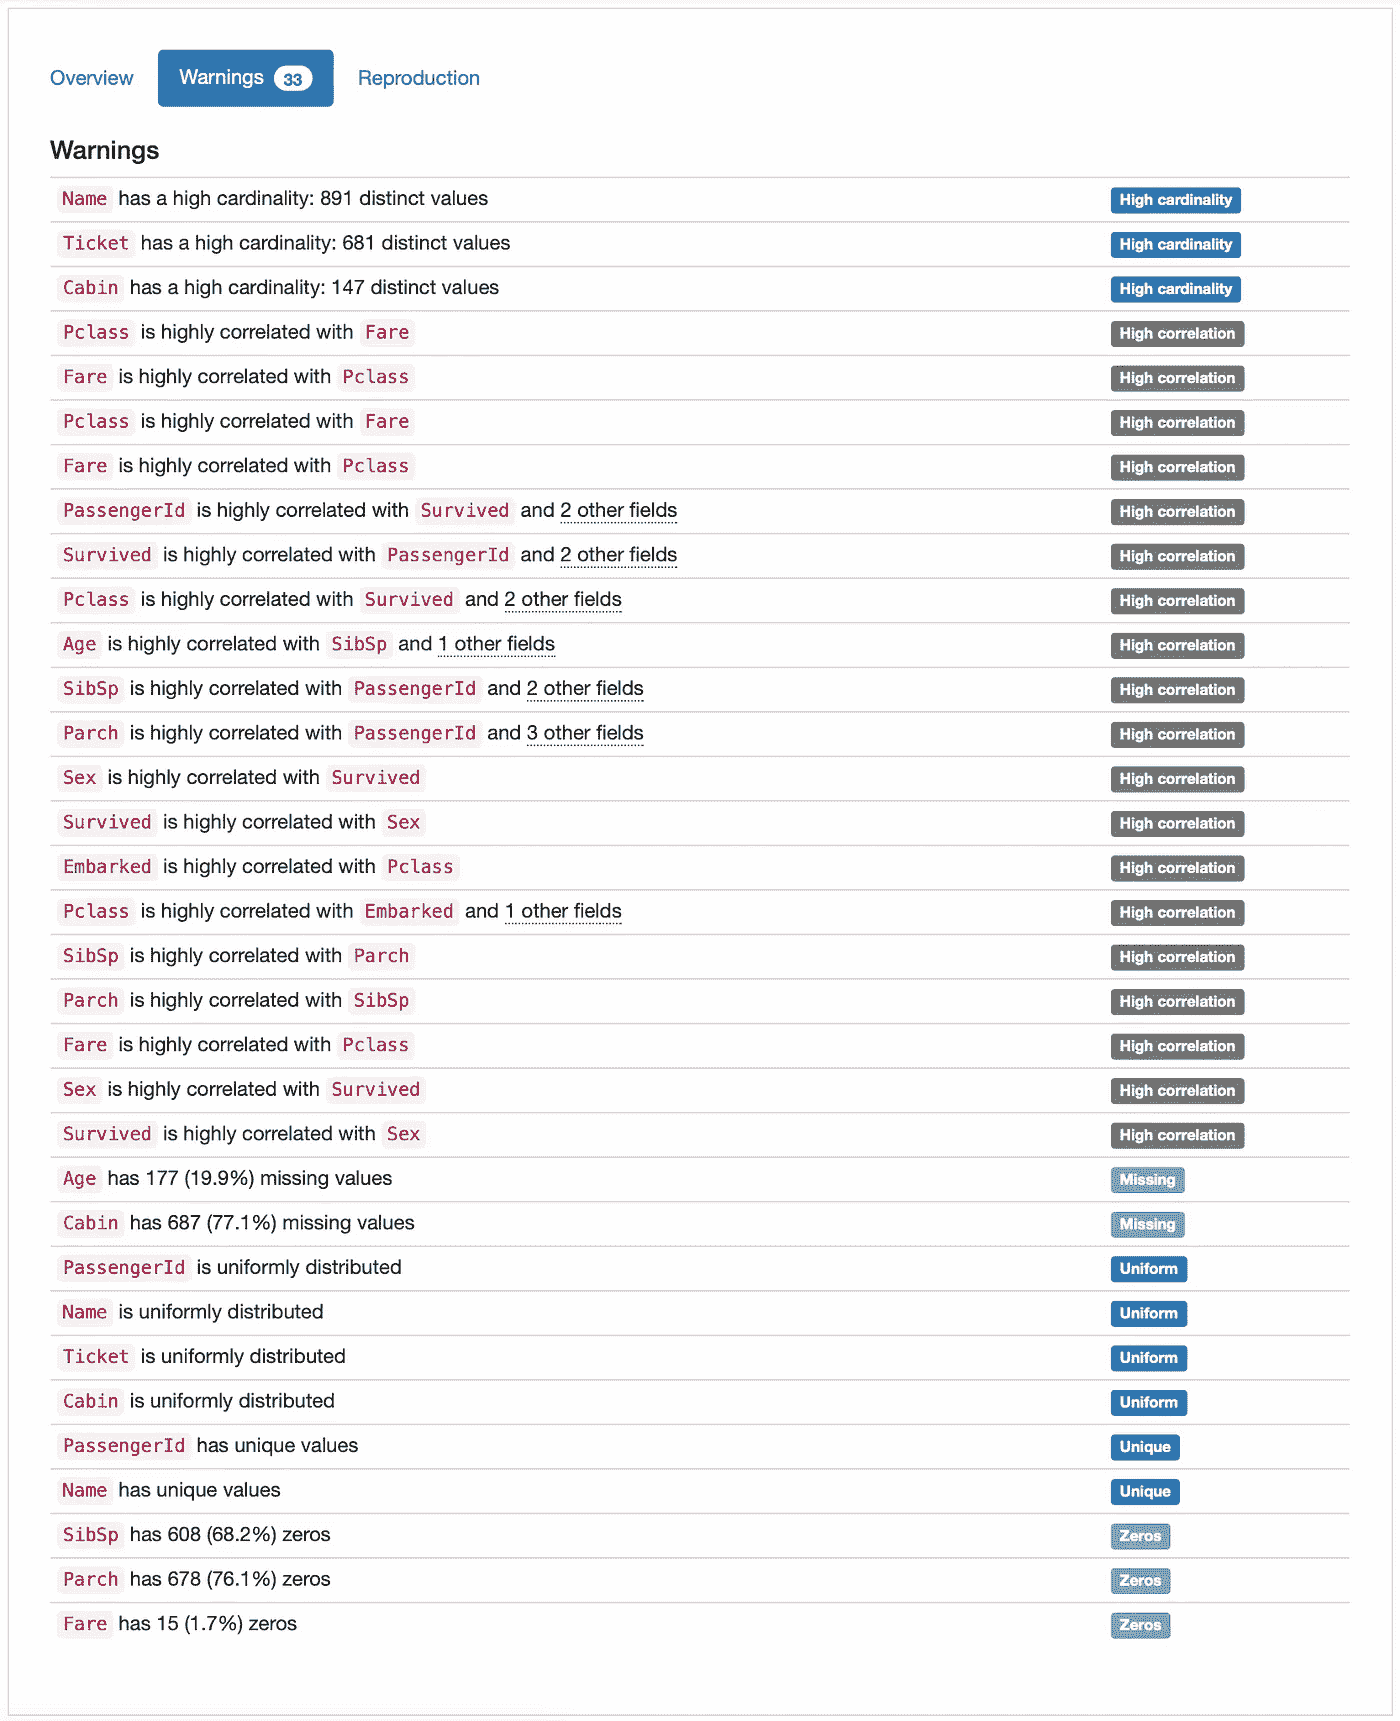 Overview Warnings 33 Reproduction
Warnings
Name has a high cardinality: 891 distinct values High cardinality
Ticket has a high cardinality: 681 distinct values High cardinality
Cabin has a high cardinality: 147 distinct values High cardinality
Pclass is highly correlated with Fare High correlation
Fare is highly correlated with Pclass High correlation
Pclass is highly correlated with Fare High correlation
Fare is highly correlated with Pclass High correlation
PassengerId is highly correlated with Survived and 2 other fields High correlation
Survived is highly correlated with PassengerId and 2 other fields High correlation
Pclass is highly correlated with Survived and 2 other fields High correlation
Age is highly correlated with SibSp and 1 other fields High correlation
SibSp is highly correlated with PassengerId and 2 other fields High correlation
Parch is highly correlated with PassengerId and 3 other fields High correlation
Sex is highly correlated with Survived High correlation
Survived is highly correlated with Sex High correlation
Embarked is highly correlated with Pclass High correlation
Pclass is highly correlated with Embarked and 1 other fields High correlation
SibSp is highly correlated with Parch High correlation
Parch is highly correlated with SibSp High correlation
Fare is highly correlated with Pclass High correlation
Sex is highly correlated with Survived High correlation
Survived is highly correlated with Sex High correlation
Age has 177 (19.9%) missing values Missing
Cabin has 687 (77.1%) missing values Missing
PassengerId is uniformly distributed Uniform
Name is uniformly distributed Uniform
Ticket is uniformly distributed Uniform
Cabin is uniformly distributed Uniform
PassengerId has unique values Unique
Name has unique values Unique
SibSp has 608 (68.2%) zeros Zeros
Parch has 678 (76.1%) zeros Zeros
Fare has 15 (1.7%) zeros Zeros